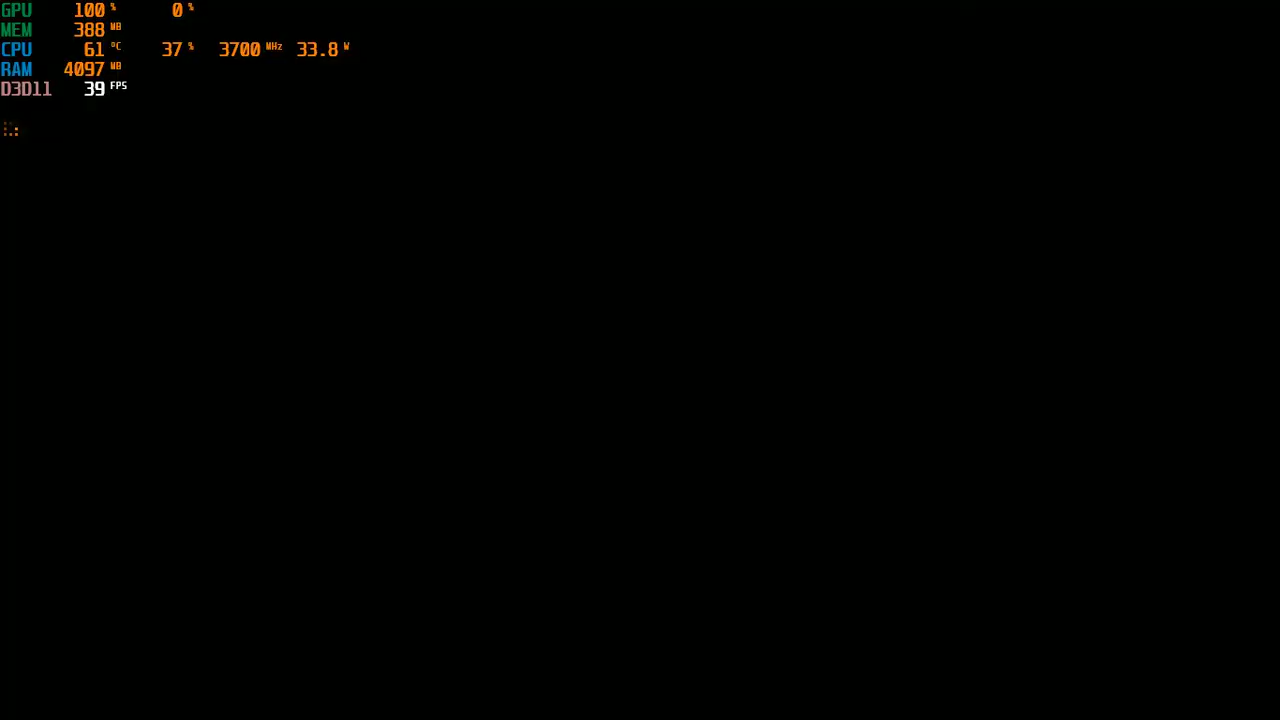 GPU 100 % 0 %
MEM 388 MB
CPU 61 °C 37 % 3700 MHz 33.8 W
RAM 4097 MB
D3D11 39 FPS